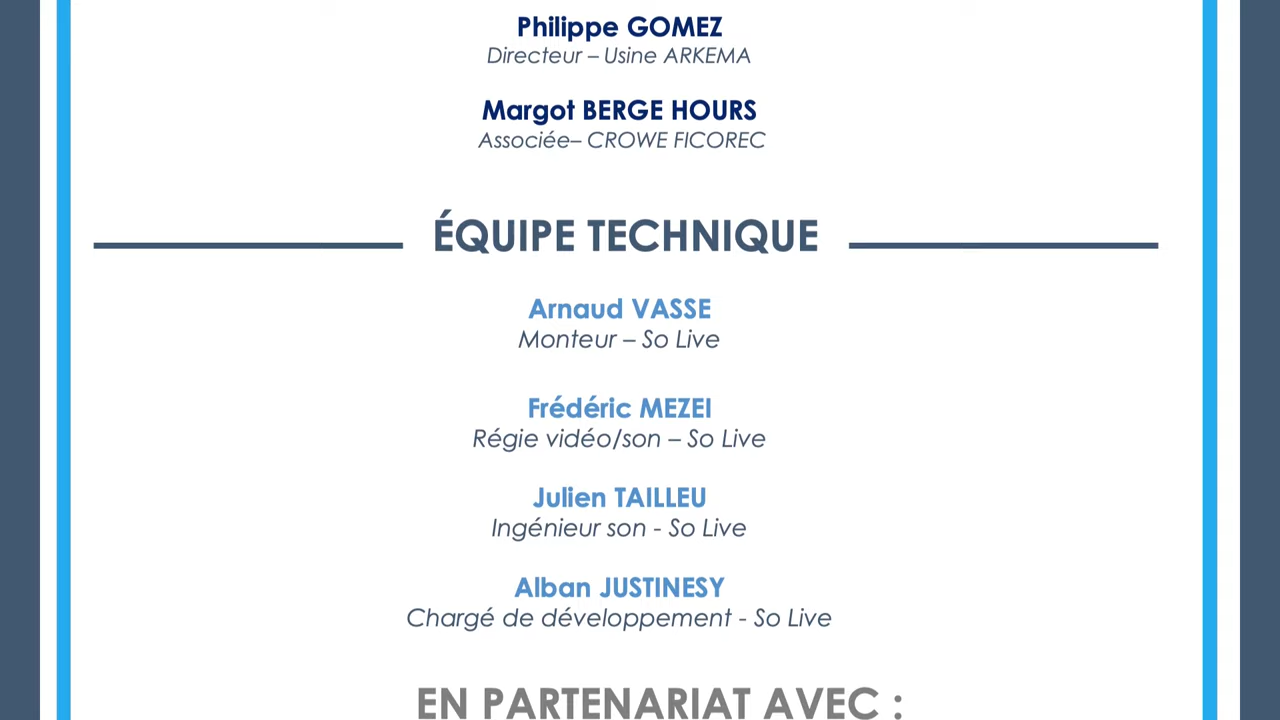 Philippe GOMEZ
Directeur – Usine ARKEMA
Margot BERGE HOURS
Associée– CROWE FICOREC
ÉQUIPE TECHNIQUE
Arnaud VASSE
Monteur – So Live
Frédéric MEZEI
Régie vidéo/son – So Live
Julien TAILLEU
Ingénieur son - So Live
Alban JUSTINESY
Chargé de développement - So Live
EN PARTENARIAT AVEC :